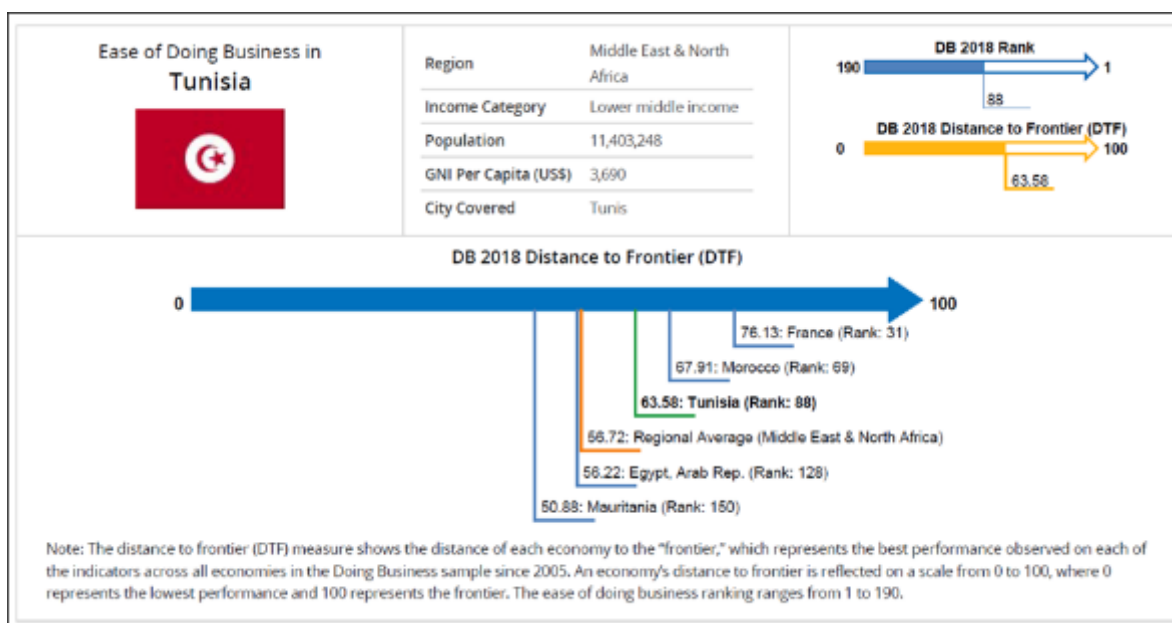 Ease of Doing Business in
Tunisia
Region Middle East & North
Africa
Income Category Lower middle income
Population 11,403,248
GNI Per Capita (US$) 3,690
City Covered Tunis
DB 2018 Rank
190 1
88
DB 2018 Distance to Frontier (DTF)
0 100
63.58
DB 2018 Distance to Frontier (DTF)
0 100
76.13: France (Rank: 31)
67.91: Morocco (Rank: 69)
63.58: Tunisia (Rank: 88)
56.72: Regional Average (Middle East & North Africa)
56.22: Egypt, Arab Rep. (Rank: 128)
50.88: Mauritania (Rank: 150)
Note: The distance to frontier (DTF) measure shows the distance of each economy to the “frontier,” which represents the best performance observed on each of
the indicators across all economies in the Doing Business sample since 2005. An economy’s distance to frontier is reflected on a scale from 0 to 100, where 0
represents the lowest performance and 100 represents the frontier. The ease of doing business ranking ranges from 1 to 190.